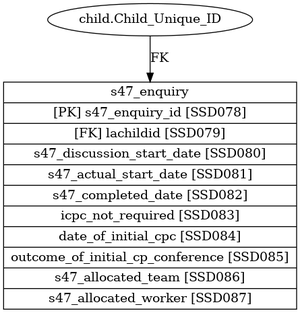 child.Child_Unique_ID
FK
s47_enquiry
[PK] s47_enquiry_id [SSD078]
[FK] lachildid [SSD079]
s47_discussion_start_date [SSD080]
s47_actual_start_date [SSD081]
s47_completed_date [SSD082]
icpc_not_required [SSD083]
date_of_initial_cpc [SSD084]
outcome_of_initial_cp_conference [SSD085]
s47_allocated_team [SSD086]
s47_allocated_worker [SSD087]